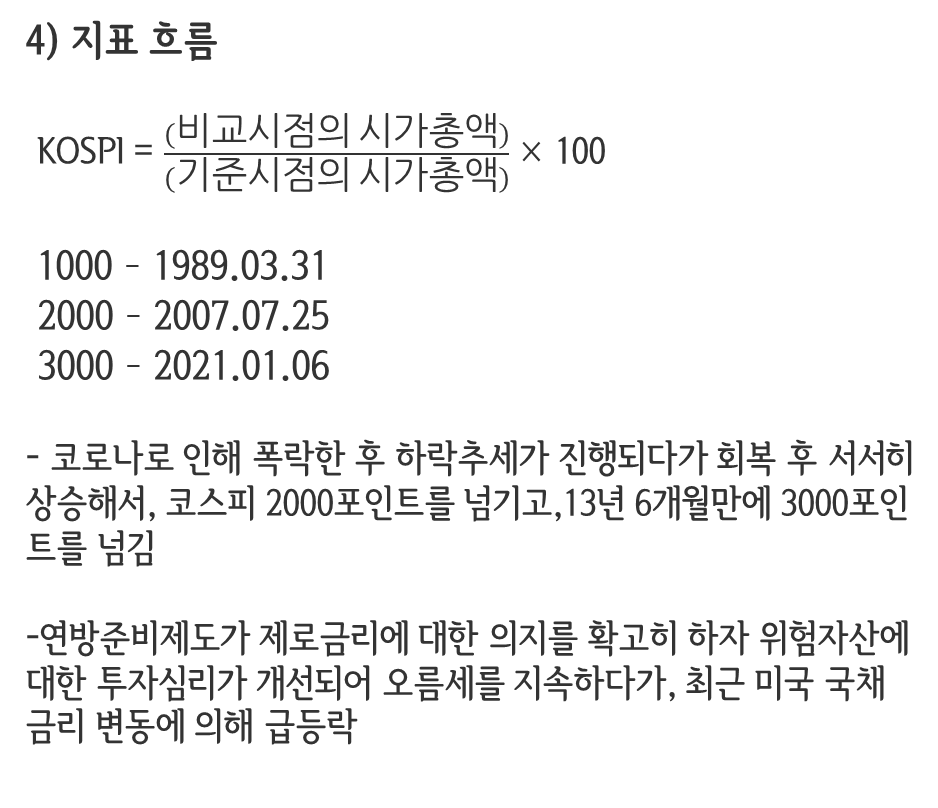 4) 지표 흐름
KOSPI = (비교시점의 시가총액) / (기준시점의 시가총액) × 100
1000 - 1989.03.31
2000 - 2007.07.25
3000 - 2021.01.06
- 코로나로 인해 폭락한 후 하락추세가 진행되다가 회복 후 서서히
상승해서, 코스피 2000포인트를 넘기고,13년 6개월만에 3000포인
트를 넘김
-연방준비제도가 제로금리에 대한 의지를 확고히 하자 위험자산에
대한 투자심리가 개선되어 오름세를 지속하다가, 최근 미국 국채
금리 변동에 의해 급등락